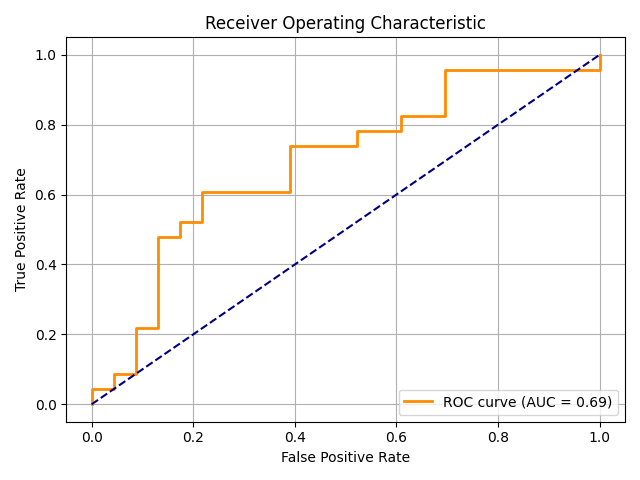 Receiver Operating Characteristic
1.0
0.8
0.6
0.4
0.2
0.0
True Positive Rate
ROC curve (AUC = 0.69)
0.0 0.2 0.4 0.6 0.8 1.0
False Positive Rate